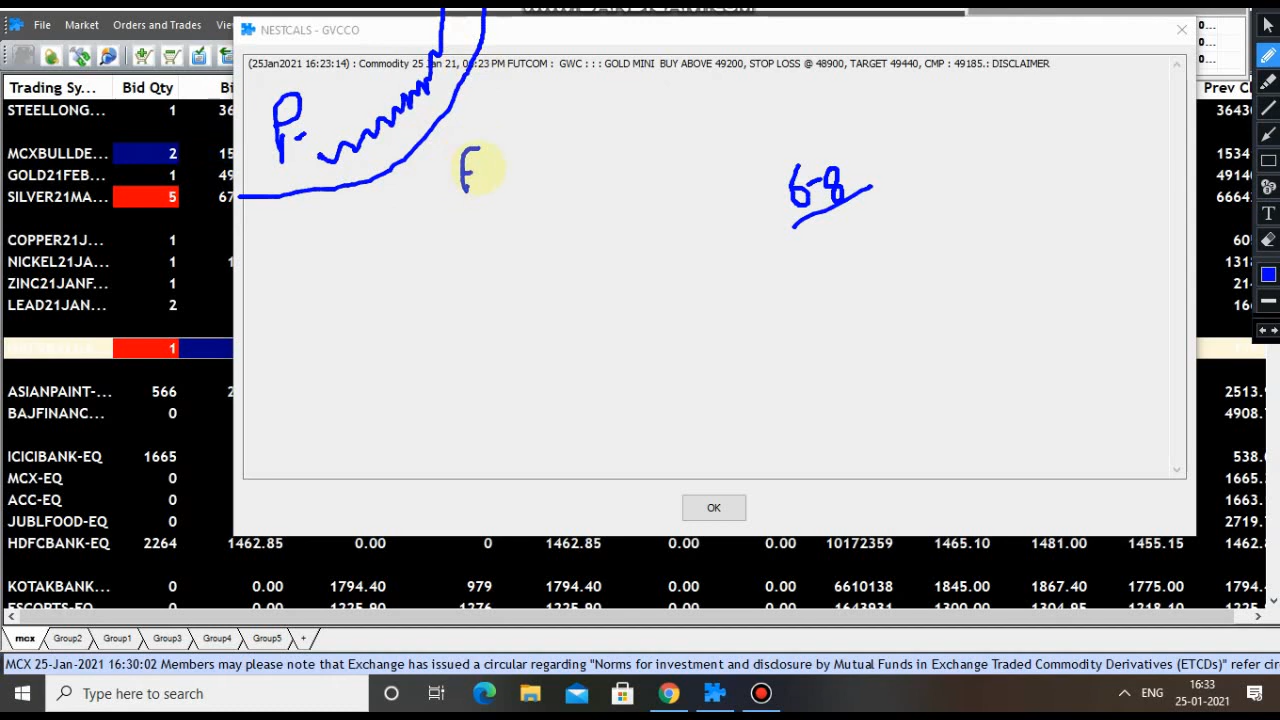 File Market Orders and Trades
NESTCALS - GVCCO
(25Jan2021 16:23:14) : Commodity 25 Jan 21, :23 PM FUTCOM : GWC : : : GOLD MINI BUY ABOVE 49200, STOP LOSS @ 48900, TARGET 49440, CMP : 49185.: DISCLAIMER
Trading Sy... Bid Qty Prev
STEELLONG... 1
MCXBULLDE... 2
GOLD21FEB... 1
SILVER21MA... 5
COPPER21J... 1
NICKEL21JA... 1
ZINC21JANF... 1
LEAD21JAN... 2
1
ASIANPAINT-... 566
BAJFINANC... 0
ICICIBANK-EQ 1665
MCX-EQ 0
ACC-EQ 0
JUBLFOOD-EQ 0
HDFCBANK-EQ 2264 1462.85 0.00 0 1462.85 0.00 0.00 10172359 1465.10 1481.00 1455.15
KOTAKBANK... 0 0.00 1794.40 979 1794.40 0.00 0.00 6610138 1845.00 1867.40 1775.00
P
F
6-8
OK
mcx Group2 Group1 Group3 Group4 Group5 +
MCX 25-Jan-2021 16:30:02 Members may please note that Exchange has issued a circular regarding "Norms for investment and disclosure by Mutual Funds in Exchange Traded Commodity Derivatives (ETCDs)" refer
Type here to search
ENG
16:33
25-01-2021